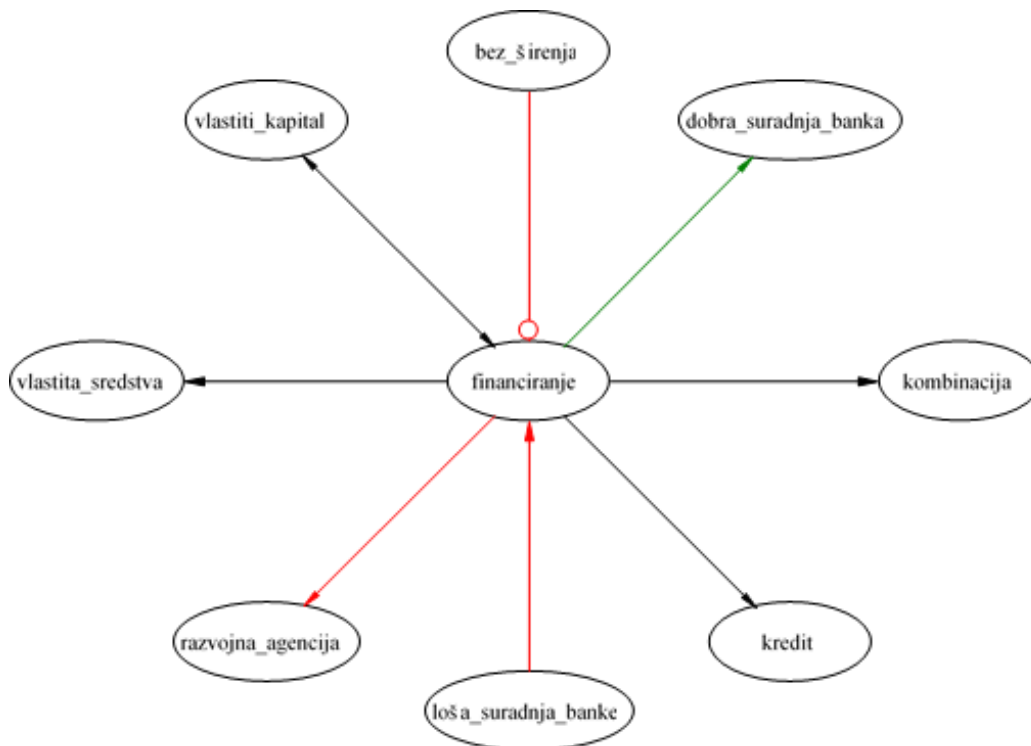 bez_širenja
vlastiti_kapital
dobra_suradnja_banka
vlastita_sredstva
financiranje
kombinacija
razvojna_agencija
kredit
loša_suradnja_banke